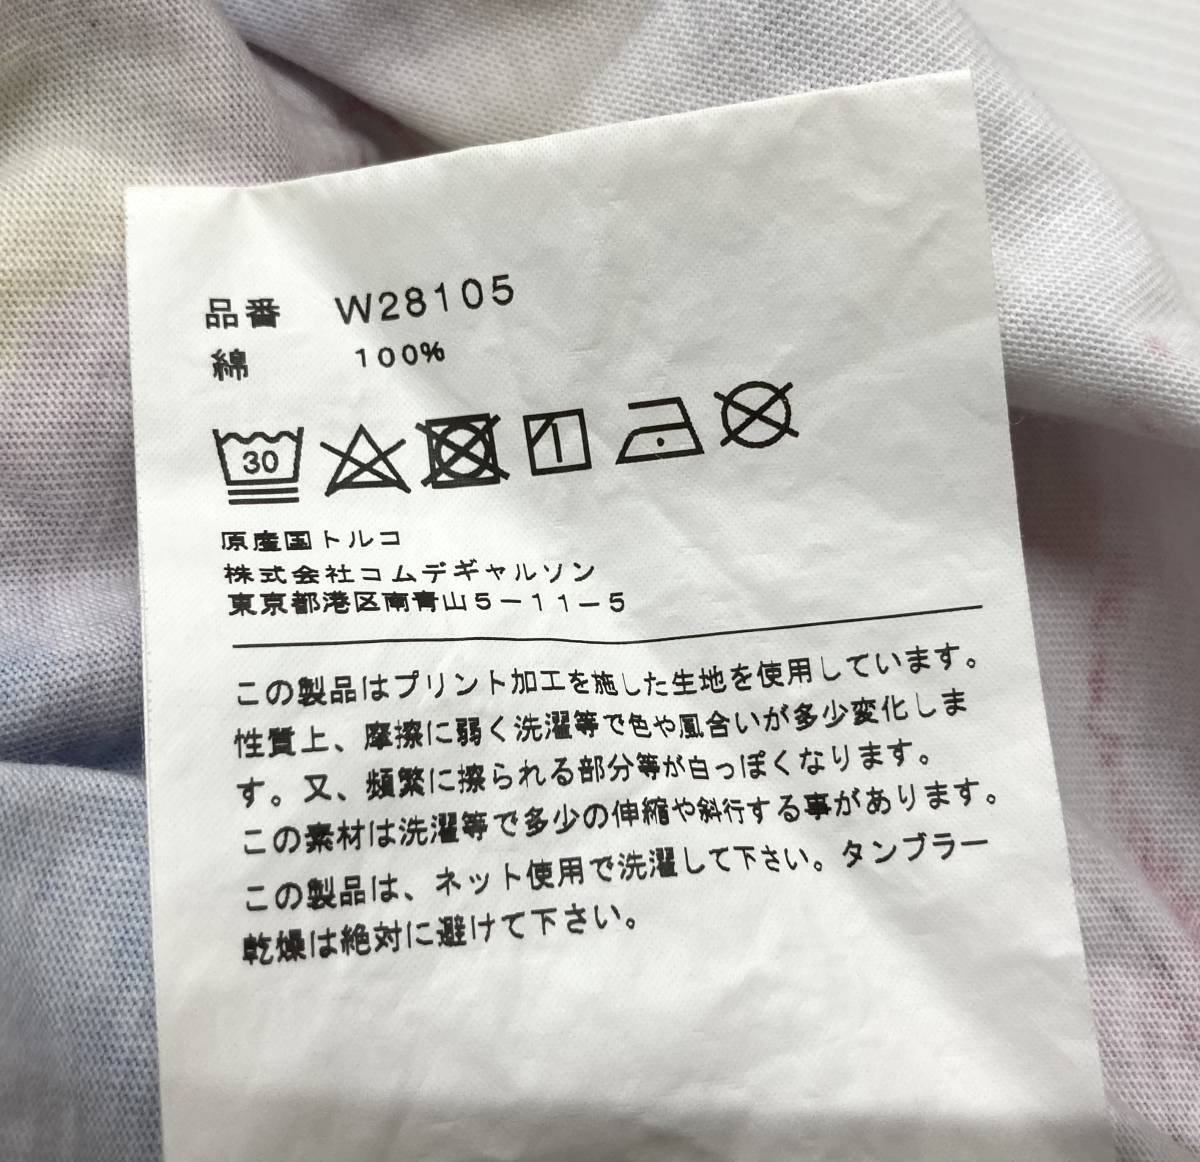 品番 W28105
綿 100%
30
原産国トルコ
株式会社コムデギャルソン
東京都港区南青山5－11－5
この製品はプリント加工を施した生地を使用しています。
性質上、摩擦に弱く洗濯等で色や風合いが多少変化しま
す。又、頻繁に擦られる部分等が白っぽくなります。
この素材は洗濯等で多少の伸縮や斜行する事があります。
この製品は、ネット使用で洗濯して下さい。タンブラー
乾燥は絶対に避けて下さい。